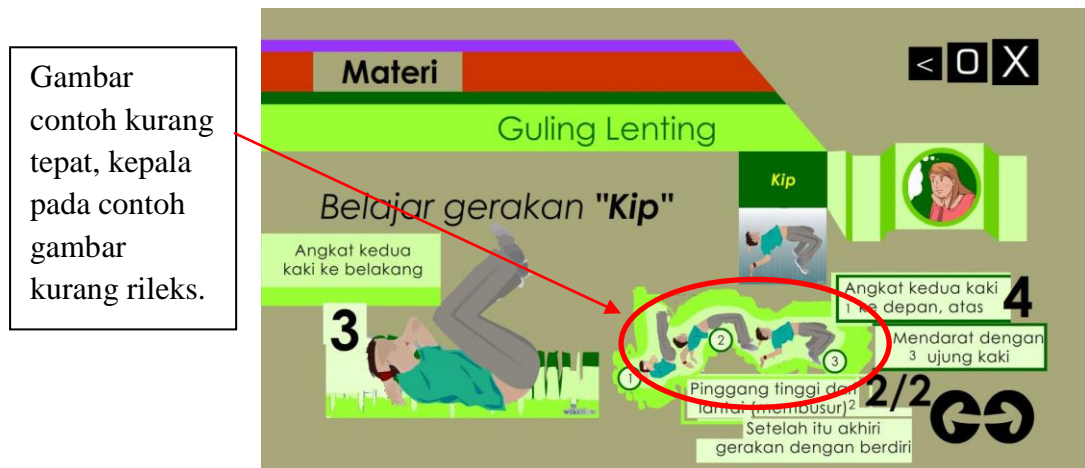 Gambar
contoh kurang
tepat, kepala
pada contoh
gambar
kurang rileks.
Materi
< O X
Guling Lenting
Kip
Belajar gerakan "Kip"
Angkat kedua
kaki ke belakang
3
Angkat kedua kaki
1 ke depan, atas
4
Mendarat dengan
3 ujung kaki
1
2
3
Pinggang tinggi dari
lantai (membusur)2
2/2
Setelah itu akhiri
gerakan dengan berdiri